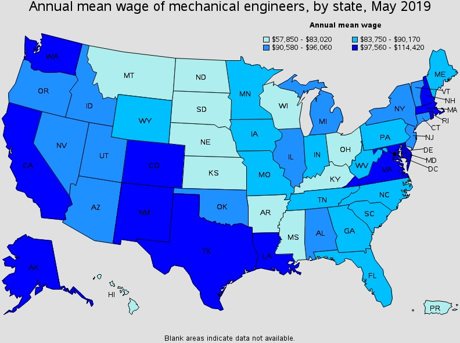 Annual mean wage of mechanical engineers, by state, May 2019
Annual mean wage
$57,850 - $83,020
$83,750 - $90,170
$90,580 - $96,060
$97,560 - $114,420
WA
MT
ND
MN
ME
OR
ID
SD
WI
MI
NY
VT
NH
MA
RI
CT
WY
IA
NE
PA
NJ
NV
UT
CO
IL
IN
OH
DE
MD
DC
CA
KS
MO
WV
VA
KY
AZ
NM
OK
AR
TN
NC
SC
TX
LA
MS
AL
GA
FL
AK
HI
PR
Blank areas indicate data not available.